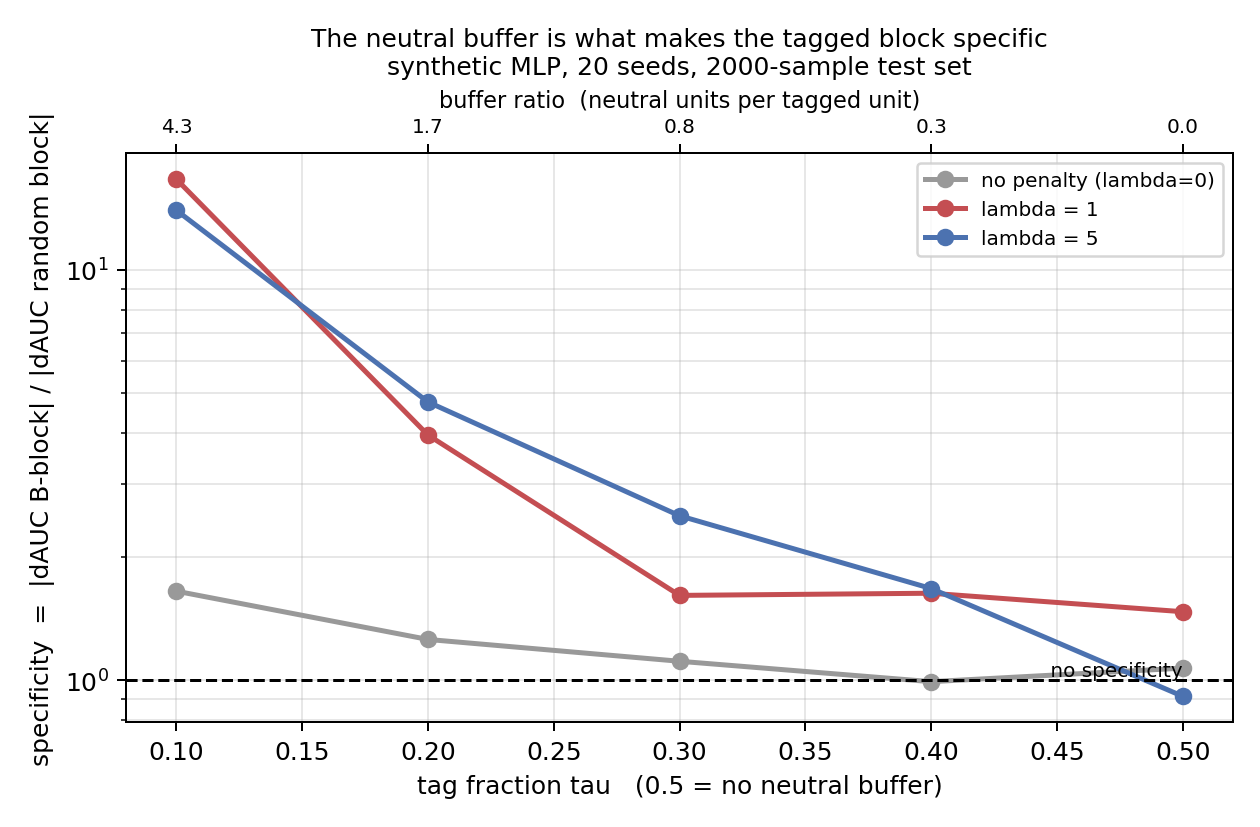 The neutral buffer is what makes the tagged block specific
synthetic MLP, 20 seeds, 2000-sample test set
buffer ratio  (neutral units per tagged unit)
4.3 1.7 0.8 0.3 0.0
no penalty (lambda=0)
lambda = 1
lambda = 5
specificity  =  |dAUC B-block| / |dAUC random block|
10¹
10⁰
no specificity
0.10 0.15 0.20 0.25 0.30 0.35 0.40 0.45 0.50
tag fraction tau   (0.5 = no neutral buffer)